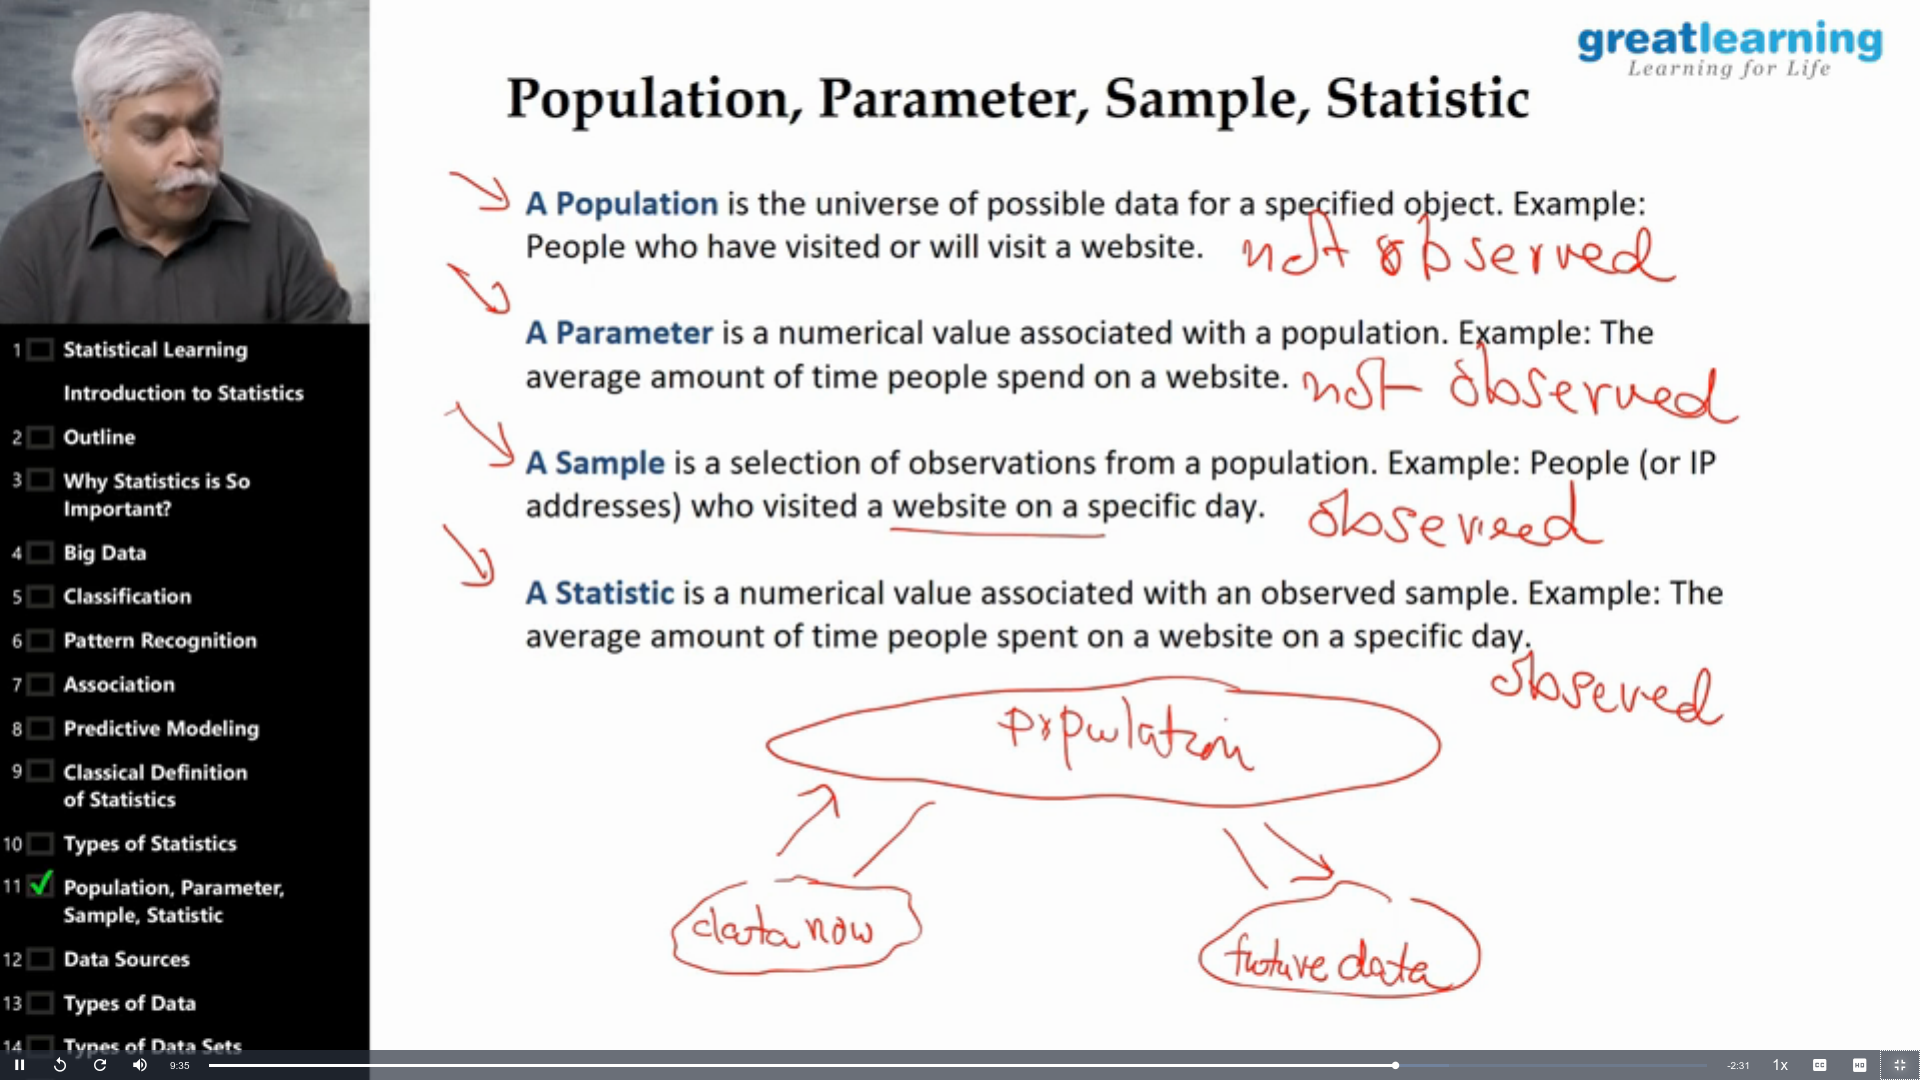 greatlearning
Learning for Life
Population, Parameter, Sample, Statistic
A Population is the universe of possible data for a specified object. Example:
People who have visited or will visit a website.
not observed
A Parameter is a numerical value associated with a population. Example: The
average amount of time people spend on a website.
not observed
A Sample is a selection of observations from a population. Example: People (or IP
addresses) who visited a website on a specific day.
observed
A Statistic is a numerical value associated with an observed sample. Example: The
average amount of time people spent on a website on a specific day.
observed
population
data now
future data
1 Statistical Learning
Introduction to Statistics
2 Outline
3 Why Statistics is So
Important?
4 Big Data
5 Classification
6 Pattern Recognition
7 Association
8 Predictive Modeling
9 Classical Definition
of Statistics
10 Types of Statistics
11 Population, Parameter,
Sample, Statistic
12 Data Sources
13 Types of Data
14 Types of Data Sets
9:35
-2:31
1x
CC
HD